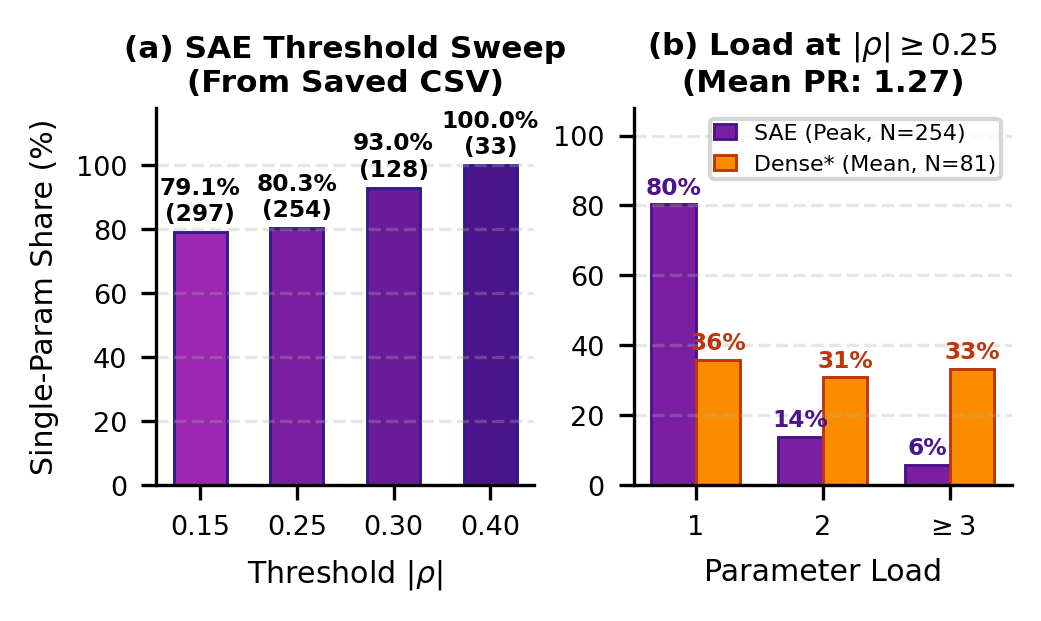 (a) SAE Threshold Sweep
(From Saved CSV)
Single-Param Share (%)
100
80
60
40
20
0
79.1%
(297)
80.3%
(254)
93.0%
(128)
100.0%
(33)
0.15 0.25 0.30 0.40
Threshold |ρ|
(b) Load at |ρ| ≥ 0.25
(Mean PR: 1.27)
SAE (Peak, N=254)
Dense* (Mean, N=81)
100
80
60
40
20
0
80%
36%
14%
31%
6%
33%
1 2 ≥ 3
Parameter Load